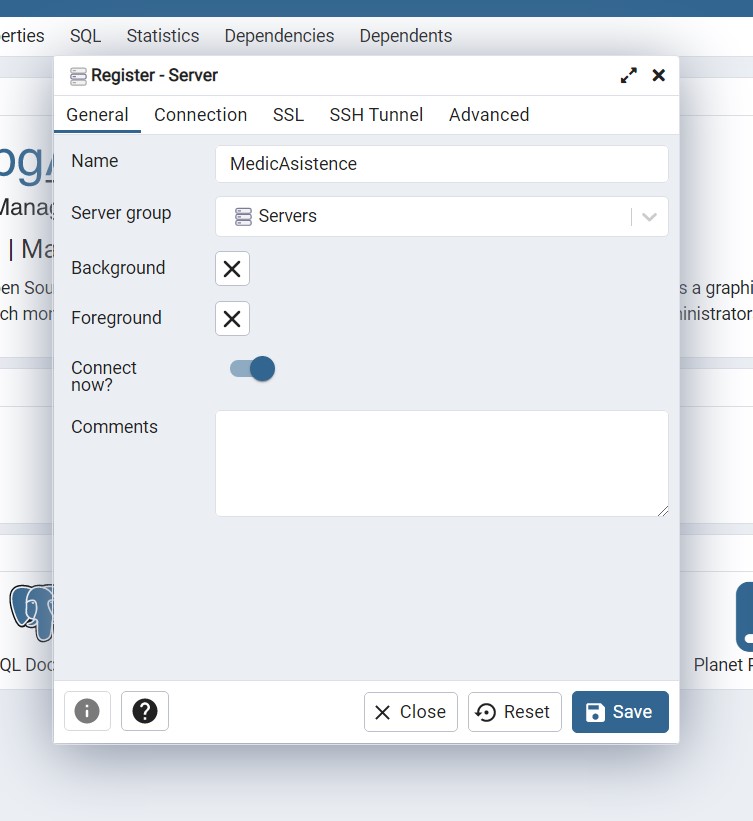 erties SQL Statistics Dependencies Dependents
Register - Server
General Connection SSL SSH Tunnel Advanced
Name MedicAsistence
Server group Servers
Background
Foreground
Connect
now?
Comments
Manag
| Ma
en Sou
s a graphi
ch mor
ninistrator
QL Doc
Planet P
Close Reset Save